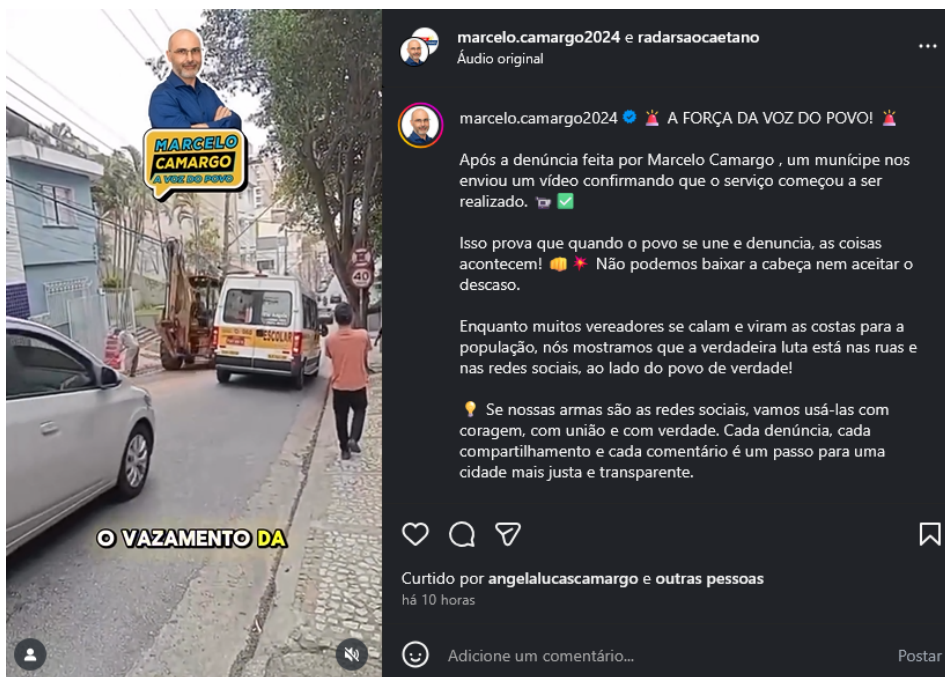 MARCELO
CAMARGO
A VOZ DO POVO
40
ESCOLAR
O VAZAMENTO DA
marcelo.camargo2024 e radarsaocaetano
Áudio original
marcelo.camargo2024 🚨 A FORÇA DA VOZ DO POVO! 🚨
Após a denúncia feita por Marcelo Camargo , um munícipe nos
enviou um vídeo confirmando que o serviço começou a ser
realizado. 📹 ✅
Isso prova que quando o povo se une e denuncia, as coisas
acontecem! 👊 💥 Não podemos baixar a cabeça nem aceitar o
descaso.
Enquanto muitos vereadores se calam e viram as costas para a
população, nós mostramos que a verdadeira luta está nas ruas e
nas redes sociais, ao lado do povo de verdade!
💡 Se nossas armas são as redes sociais, vamos usá-las com
coragem, com união e com verdade. Cada denúncia, cada
compartilhamento e cada comentário é um passo para uma
cidade mais justa e transparente.
Curtido por angelalucascamargo e outras pessoas
há 10 horas
Adicione um comentário...
Postar